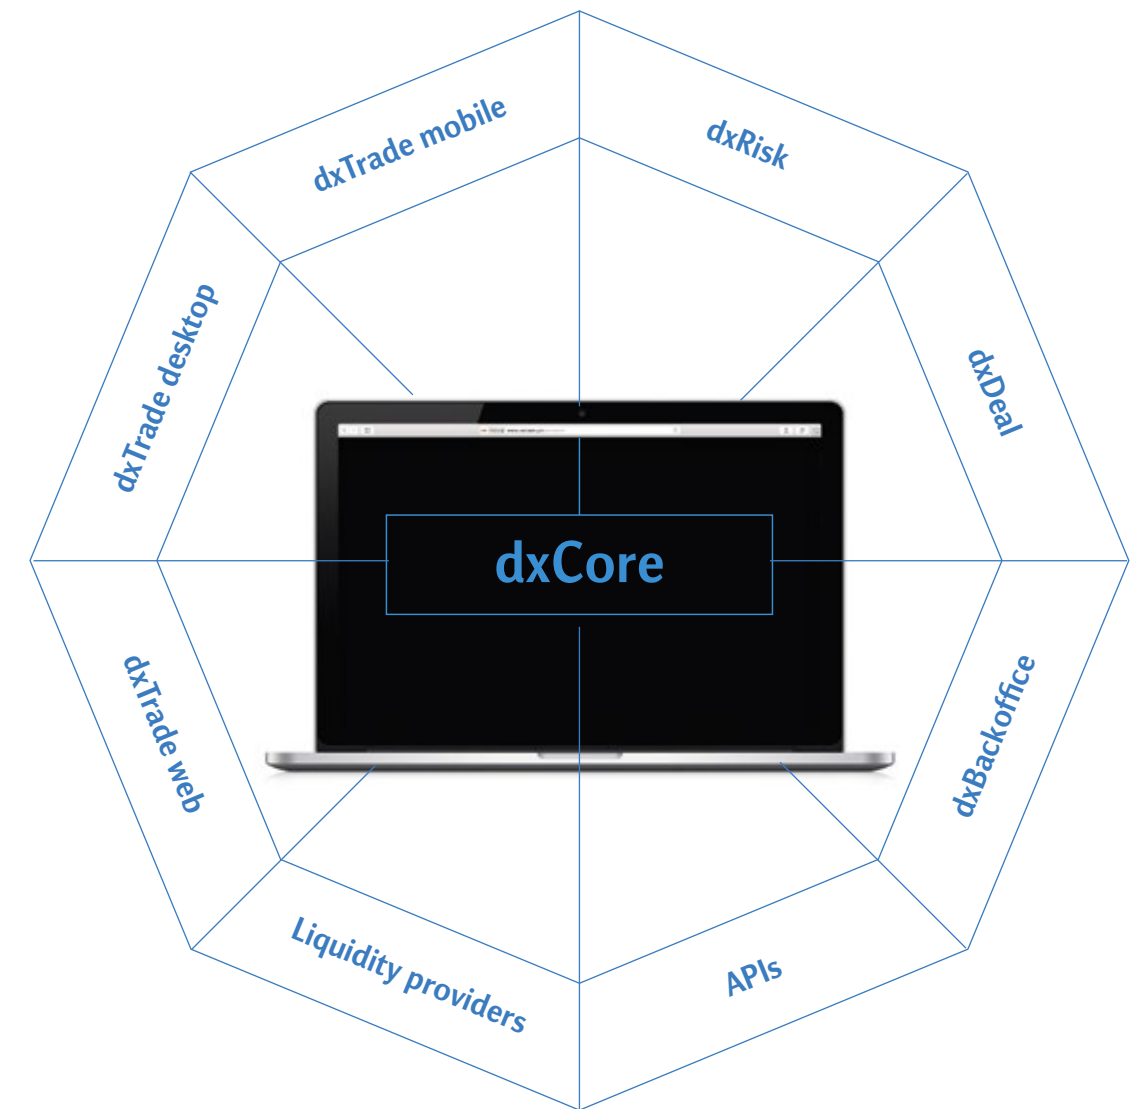 dxTrade mobile
dxRisk
dxTrade desktop
dxDeal
dxCore
dxTrade web
dxBackoffice
Liquidity providers
APIs